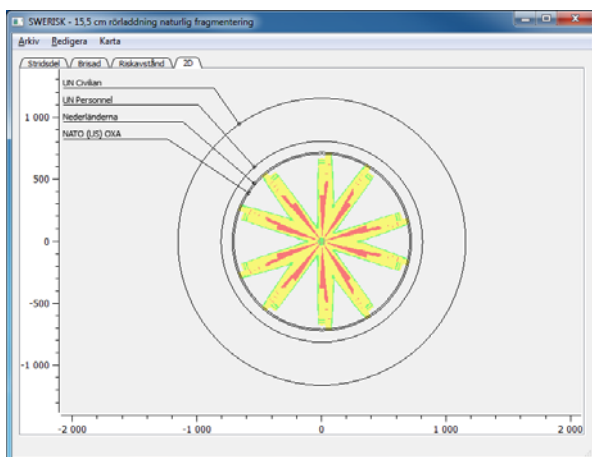 SWERISK - 15,5 cm rörladdning naturlig fragmentering
Arkiv Redigera Karta
Stridsdel Brisad Riskavstånd 2D
UN Civilian
UN Personnel
Nederländerna
NATO (US) OXA
1 000
500
0
-500
-1 000
-2 000 -1 000 0 1 000 2 000